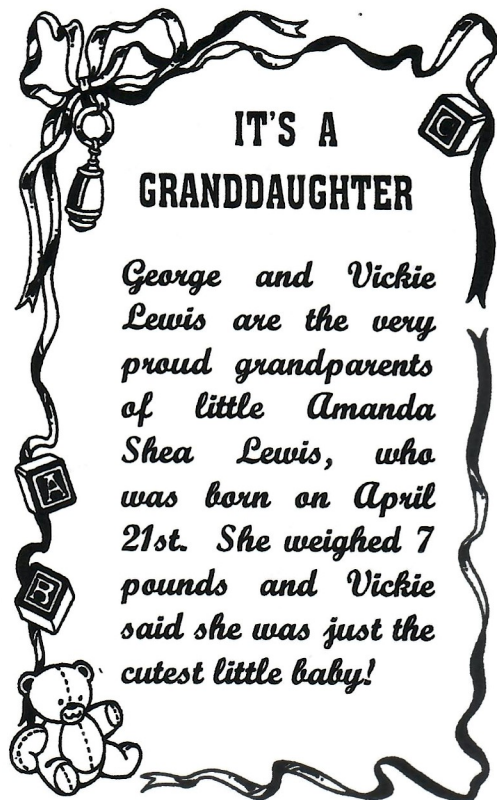 C
IT'S A
GRANDDAUGHTER
George and Vickie
Lewis are the very
proud grandparents
of little Amanda
Shea Lewis, who
was born on April
21st. She weighed 7
pounds and Vickie
said she was just the
cutest little baby!
A
B